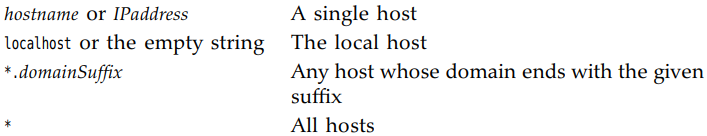 hostname or IPaddress A single host
localhost or the empty string The local host
*.domainSuffix Any host whose domain ends with the given
suffix
* All hosts